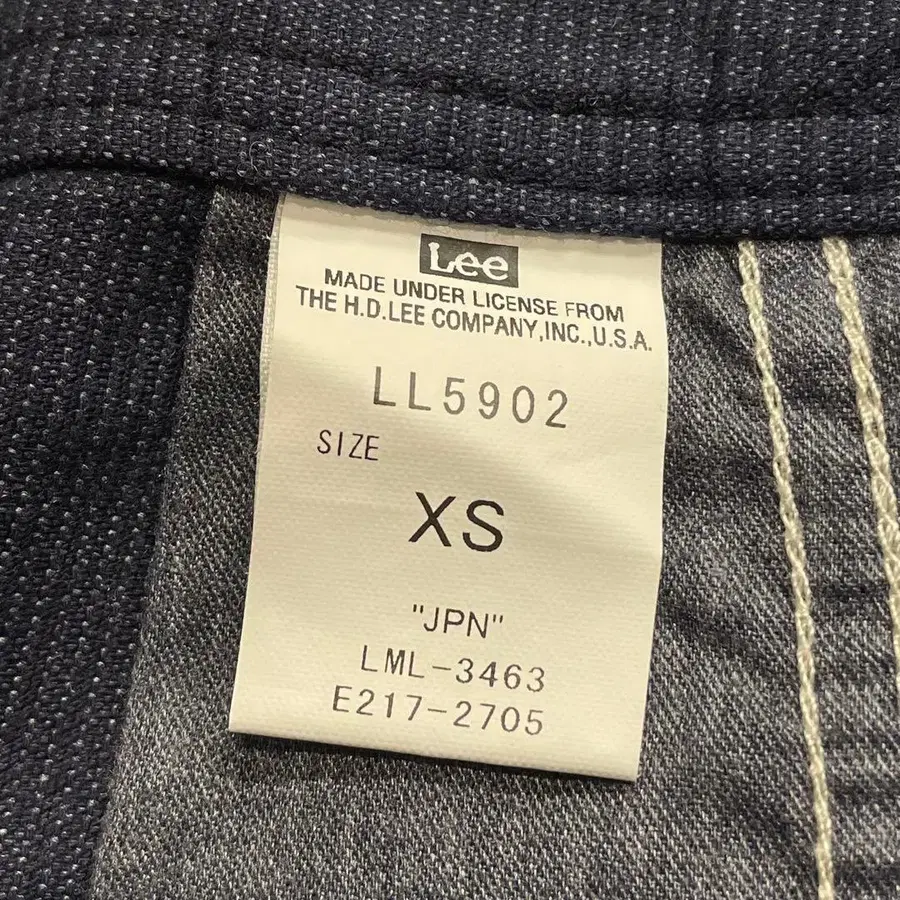 Lee
MADE UNDER LICENSE FROM
THE H.D.LEE COMPANY,INC.,U.S.A.
LL5902
SIZE
XS
"JPN"
LML-3463
E217-2705